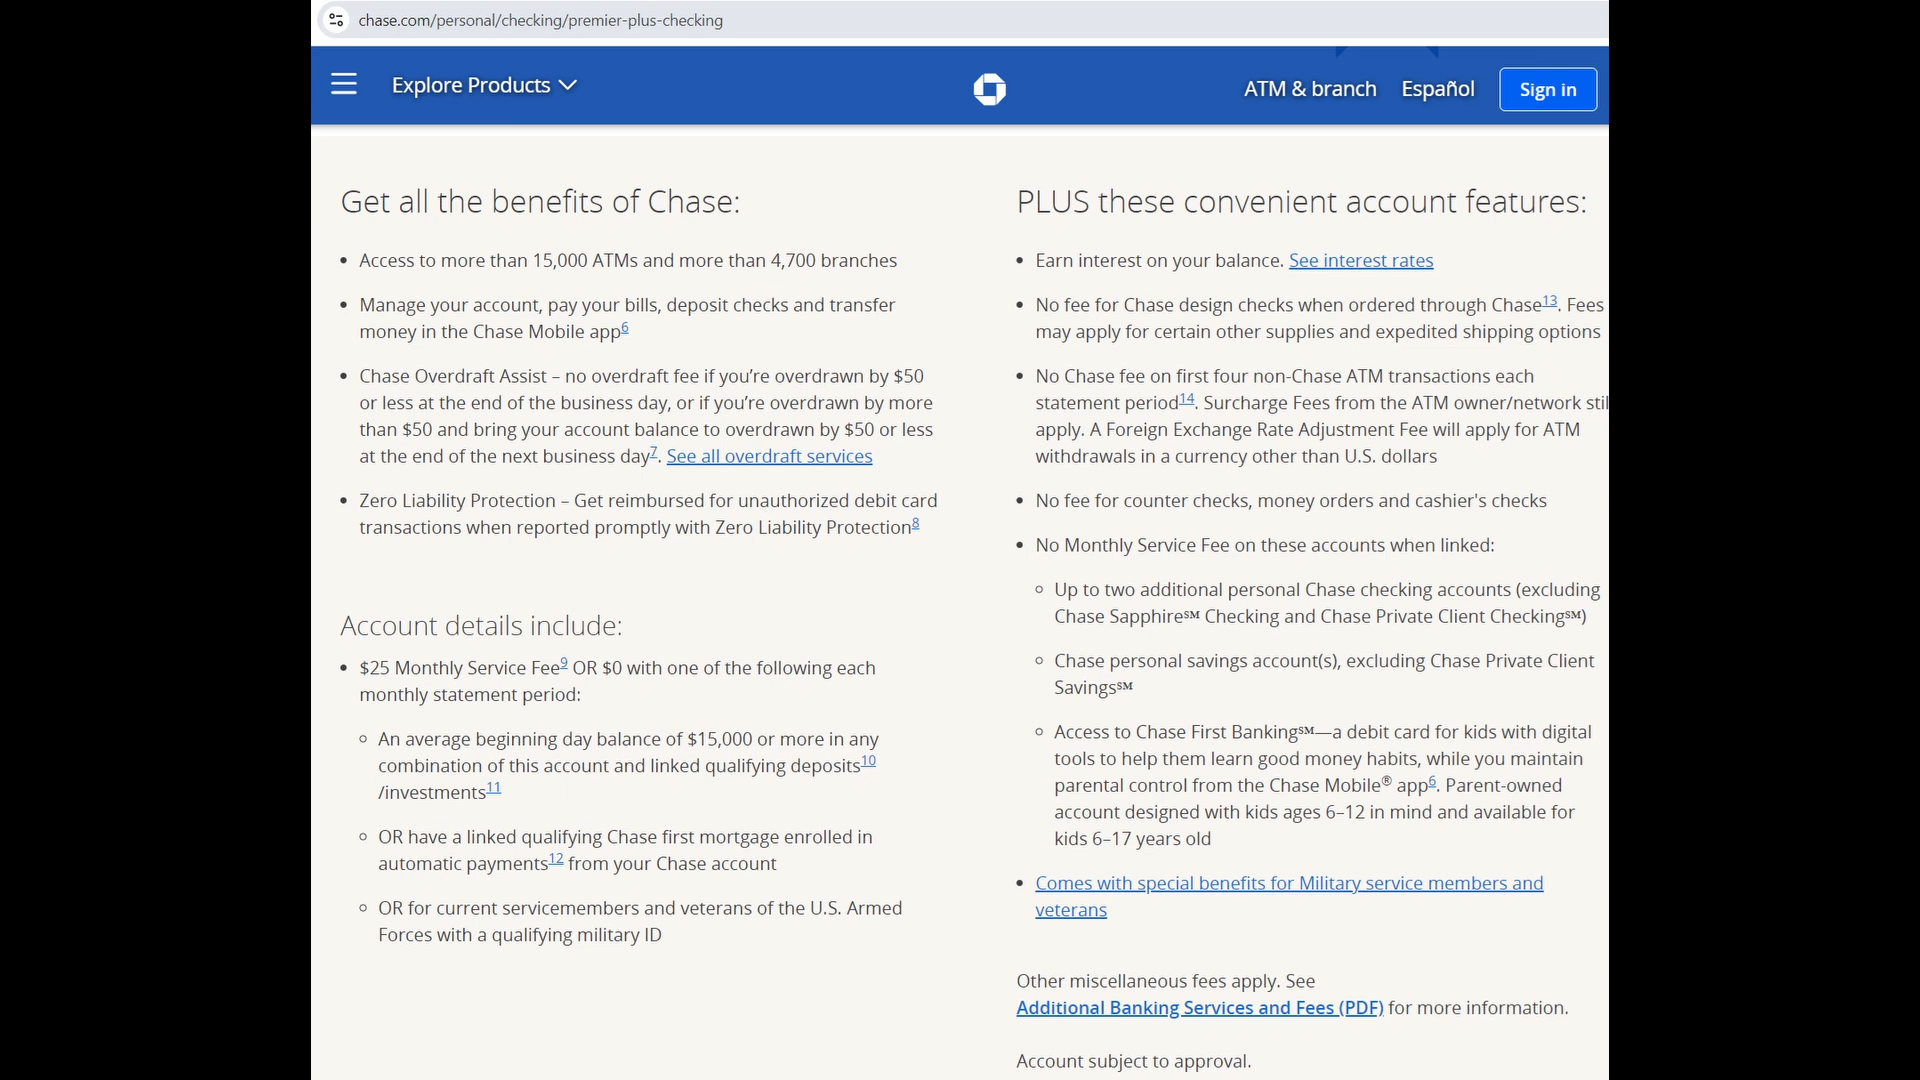 chase.com/personal/checking/premier-plus-checking
Explore Products
ATM & branch
Español
Sign in
Get all the benefits of Chase:
• Access to more than 15,000 ATMs and more than 4,700 branches
• Manage your account, pay your bills, deposit checks and transfer
money in the Chase Mobile app6
• Chase Overdraft Assist – no overdraft fee if you’re overdrawn by $50
or less at the end of the business day, or if you’re overdrawn by more
than $50 and bring your account balance to overdrawn by $50 or less
at the end of the next business day7. See all overdraft services
• Zero Liability Protection – Get reimbursed for unauthorized debit card
transactions when reported promptly with Zero Liability Protection8
Account details include:
• $25 Monthly Service Fee9 OR $0 with one of the following each
monthly statement period:
◦ An average beginning day balance of $15,000 or more in any
combination of this account and linked qualifying deposits10
/investments11
◦ OR have a linked qualifying Chase first mortgage enrolled in
automatic payments12 from your Chase account
◦ OR for current servicemembers and veterans of the U.S. Armed
Forces with a qualifying military ID
PLUS these convenient account features:
• Earn interest on your balance. See interest rates
• No fee for Chase design checks when ordered through Chase13. Fees
may apply for certain other supplies and expedited shipping options
• No Chase fee on first four non-Chase ATM transactions each
statement period14. Surcharge Fees from the ATM owner/network stil
apply. A Foreign Exchange Rate Adjustment Fee will apply for ATM
withdrawals in a currency other than U.S. dollars
• No fee for counter checks, money orders and cashier's checks
• No Monthly Service Fee on these accounts when linked:
◦ Up to two additional personal Chase checking accounts (excluding
Chase Sapphire℠ Checking and Chase Private Client Checking℠)
◦ Chase personal savings account(s), excluding Chase Private Client
Savings℠
◦ Access to Chase First Banking℠—a debit card for kids with digital
tools to help them learn good money habits, while you maintain
parental control from the Chase Mobile® app6. Parent-owned
account designed with kids ages 6–12 in mind and available for
kids 6–17 years old
• Comes with special benefits for Military service members and
veterans
Other miscellaneous fees apply. See
Additional Banking Services and Fees (PDF) for more information.
Account subject to approval.